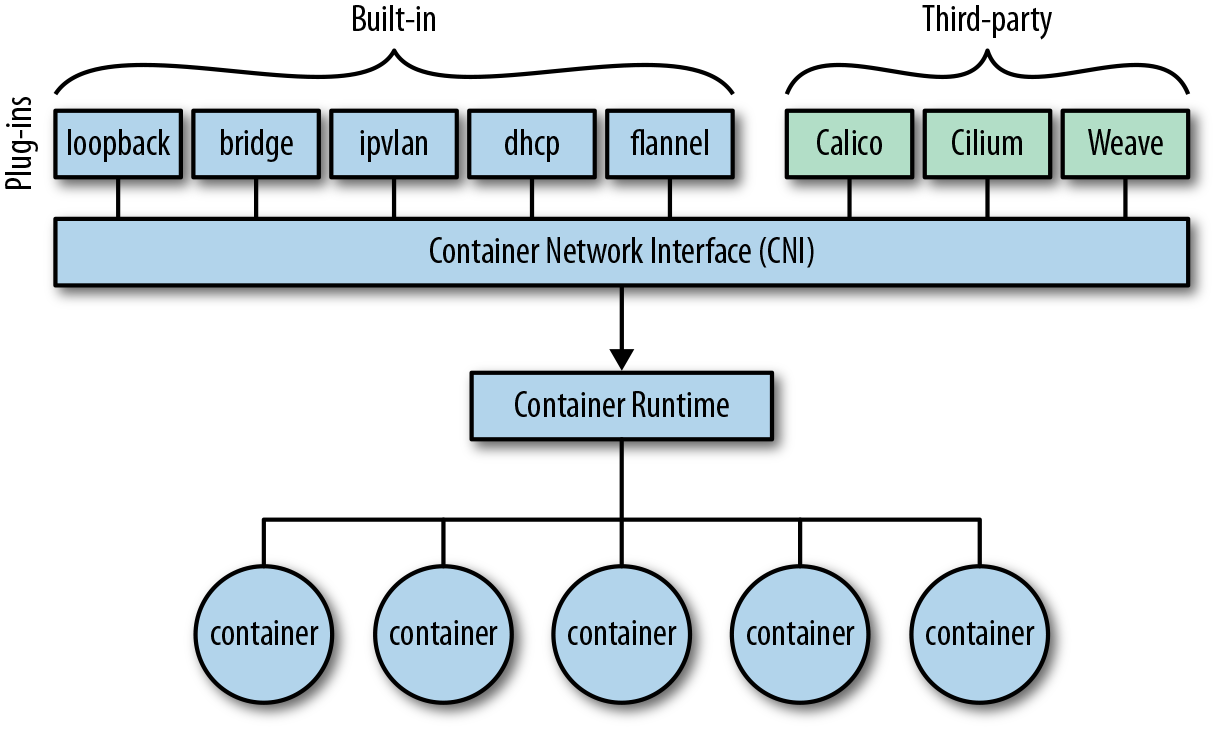 Built-in
Third-party
Plug-ins
loopback
bridge
ipvlan
dhcp
flannel
Calico
Cilium
Weave
Container Network Interface (CNI)
Container Runtime
container
container
container
container
container